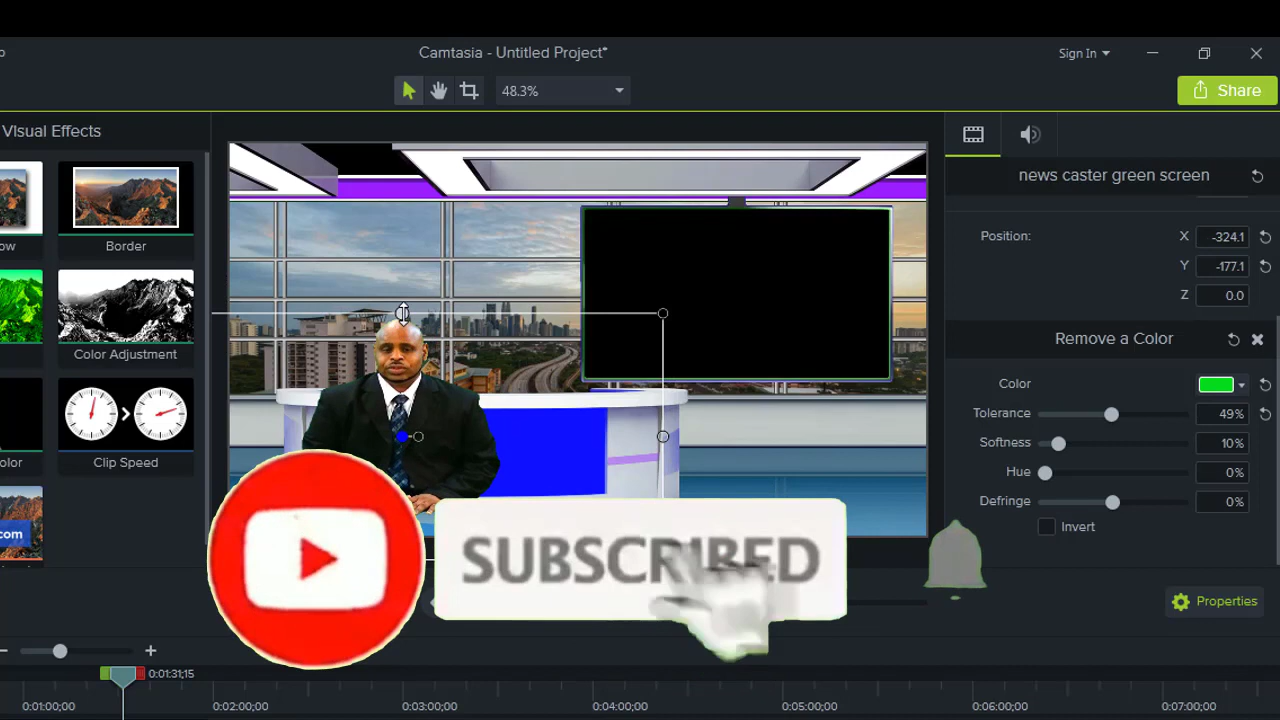 o
Camtasia - Untitled Project*
Sign In
48.3%
Share
Visual Effects
ow
Border
Color Adjustment
olor
Clip Speed
com
news caster green screen
Position:
X
-324.1
Y
-177.1
Z
0.0
Remove a Color
Color
Tolerance
49%
Softness
10%
Hue
0%
Defringe
0%
Invert
SUBSCRIBED
Properties
0:01:31;15
0:01:00;00
0:02:00;00
0:03:00;00
0:04:00;00
0:05:00;00
0:06:00;00
0:07:00;00